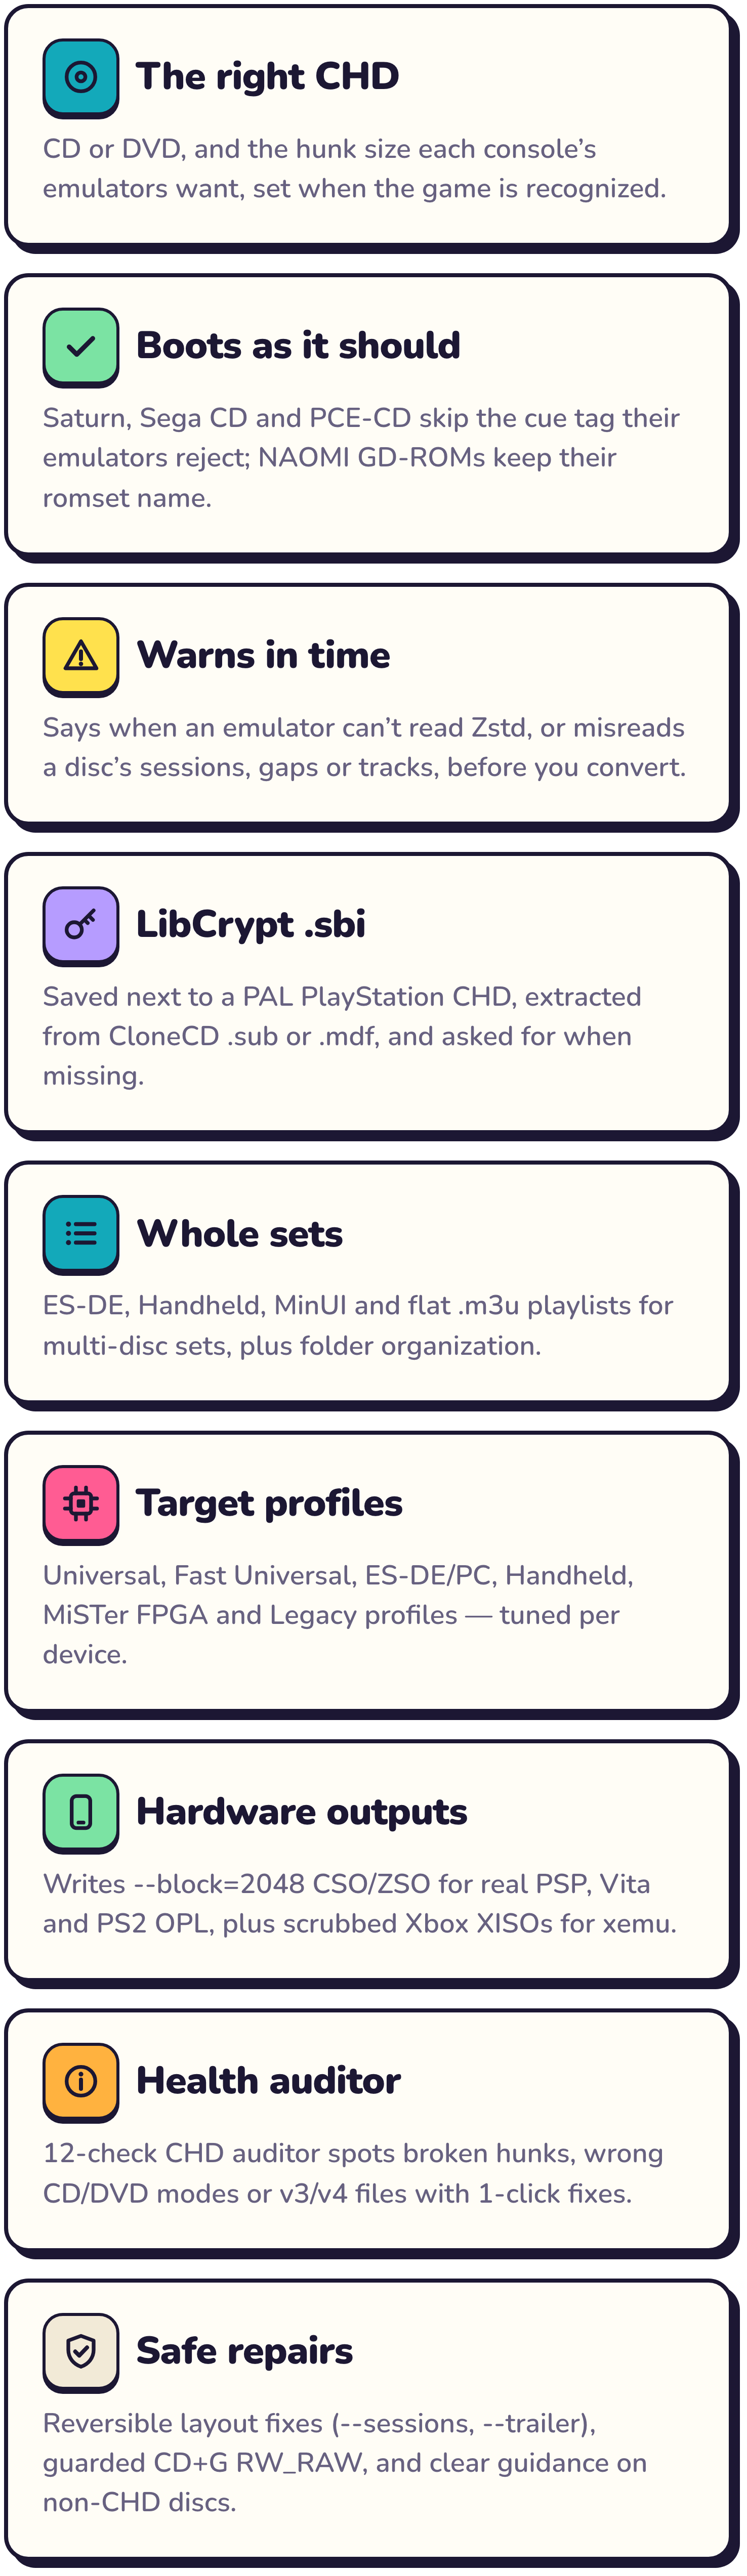 The right CHD
CD or DVD, and the hunk size each console’s
emulators want, set when the game is recognized.
Boots as it should
Saturn, Sega CD and PCE-CD skip the cue tag their
emulators reject; NAOMI GD-ROMs keep their
romset name.
Warns in time
Says when an emulator can’t read Zstd, or misreads
a disc’s sessions, gaps or tracks, before you convert.
LibCrypt .sbi
Saved next to a PAL PlayStation CHD, extracted
from CloneCD .sub or .mdf, and asked for when
missing.
Whole sets
ES-DE, Handheld, MinUI and flat .m3u playlists for
multi-disc sets, plus folder organization.
Target profiles
Universal, Fast Universal, ES-DE/PC, Handheld,
MiSTer FPGA and Legacy profiles — tuned per
device.
Hardware outputs
Writes --block=2048 CSO/ZSO for real PSP, Vita
and PS2 OPL, plus scrubbed Xbox XISOs for xemu.
Health auditor
12-check CHD auditor spots broken hunks, wrong
CD/DVD modes or v3/v4 files with 1-click fixes.
Safe repairs
Reversible layout fixes (--sessions, --trailer),
guarded CD+G RW_RAW, and clear guidance on
non-CHD discs.